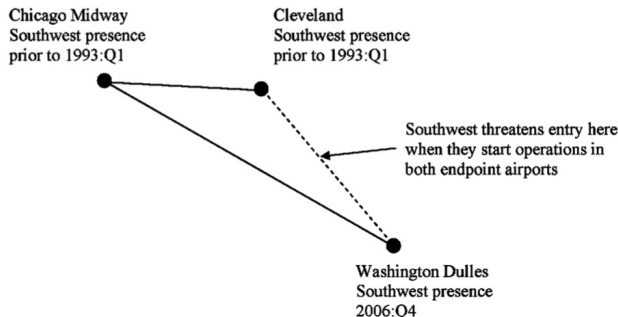 Chicago Midway
Southwest presence
prior to 1993:Q1
Cleveland
Southwest presence
prior to 1993:Q1
Southwest threatens entry here
when they start operations in
both endpoint airports
Washington Dulles
Southwest presence
2006:Q4